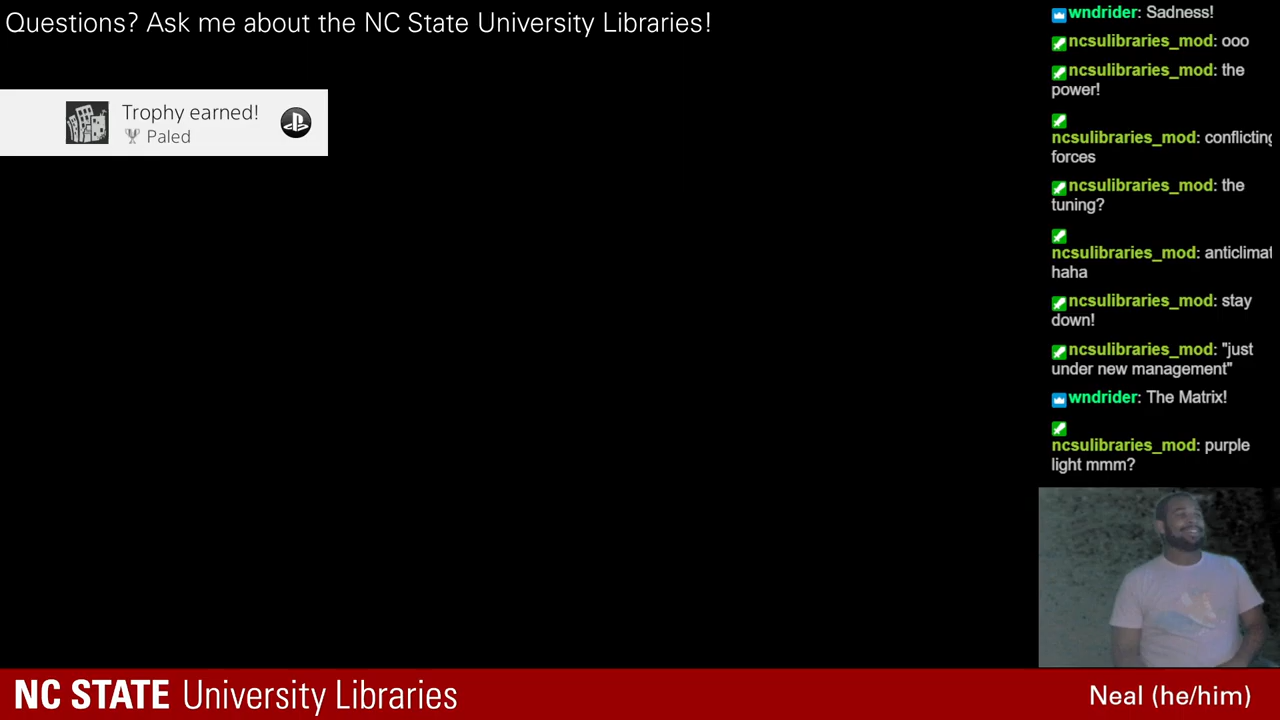 Questions? Ask me about the NC State University Libraries!
Trophy earned!
Paled
wndrider: Sadness!
ncsulibraries_mod: ooo
ncsulibraries_mod: the
power!
ncsulibraries_mod: conflicting
forces
ncsulibraries_mod: the
tuning?
ncsulibraries_mod: anticlimat
haha
ncsulibraries_mod: stay
down!
ncsulibraries_mod: "just
under new management"
wndrider: The Matrix!
ncsulibraries_mod: purple
light mmm?
NC STATE University Libraries
Neal (he/him)